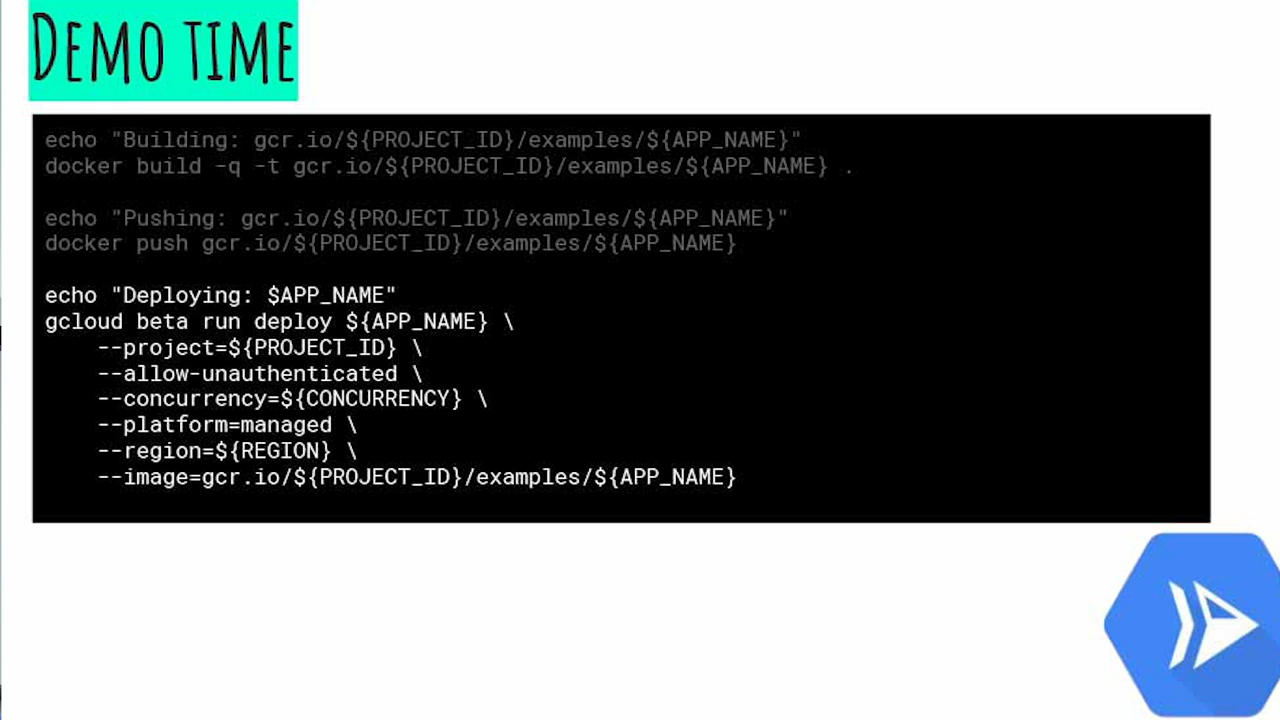 Demo time
echo "Building: gcr.io/${PROJECT_ID}/examples/${APP_NAME}"
docker build -q -t gcr.io/${PROJECT_ID}/examples/${APP_NAME} .
echo "Pushing: gcr.io/${PROJECT_ID}/examples/${APP_NAME}"
docker push gcr.io/${PROJECT_ID}/examples/${APP_NAME}
echo "Deploying: $APP_NAME"
gcloud beta run deploy ${APP_NAME} \
--project=${PROJECT_ID} \
--allow-unauthenticated \
--concurrency=${CONCURRENCY} \
--platform=managed \
--region=${REGION} \
--image=gcr.io/${PROJECT_ID}/examples/${APP_NAME}